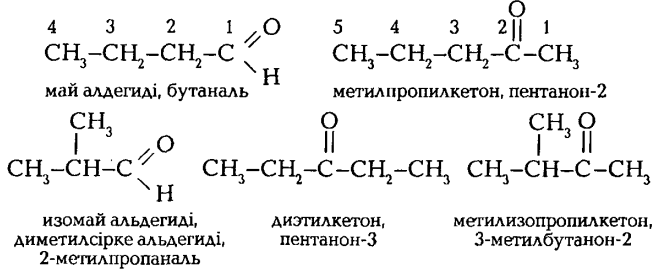 4 3 2 1 O
CH₃–CH₂–CH₂–C
H
май алдегиді, бутаналь
5 4 3 2 O 1
CH₃–CH₂–CH₂–C–CH₃
метилпропилкетон, пентанон-2
CH₃
CH₃–CH–C
O
H
изомай альдегиді,
диметилсірке альдегиді,
2-метилпропаналь
O
CH₃–CH₂–C–CH₂–CH₃
диэтилкетон,
пентанон-3
CH₃ O
CH₃–CH–C–CH₃
метилизопропилкетон,
3-метилбутанон-2